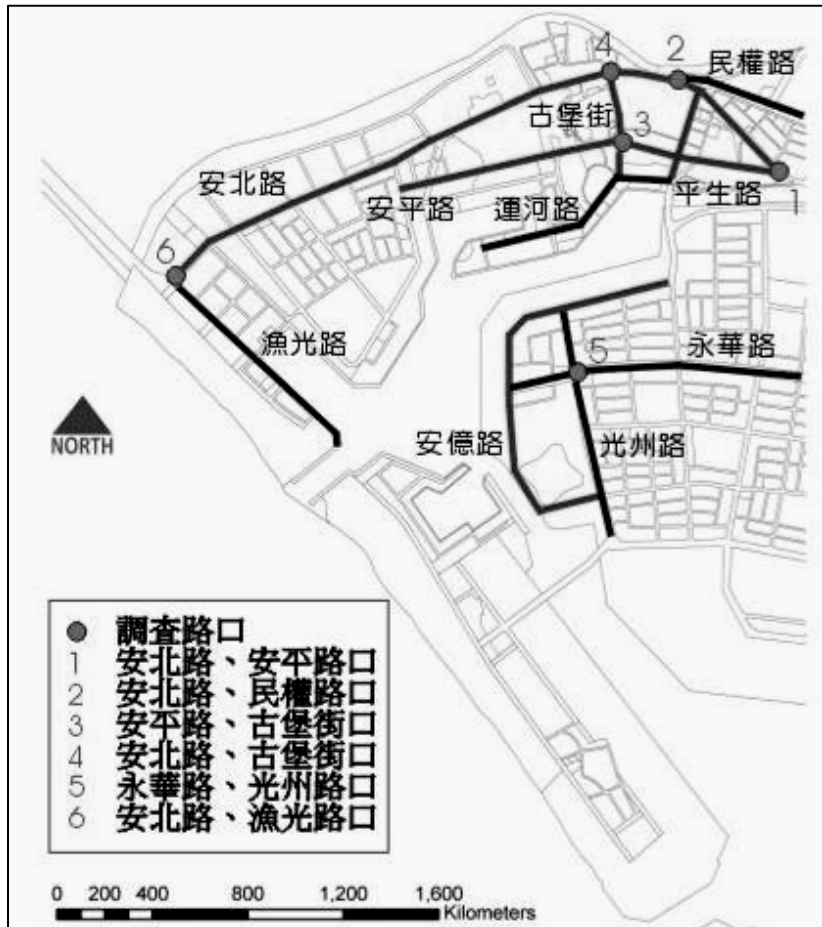 4
2
民權路
古堡街
3
安北路
安平路
運河路
平生路
1
6
漁光路
5
永華路
NORTH
安億路
光州路
調查路口
1 安北路、安平路口
2 安北路、民權路口
3 安平路、古堡街口
4 安北路、古堡街口
5 永華路、光州路口
6 安北路、漁光路口
0 200 400 800 1,200 1,600
Kilometers